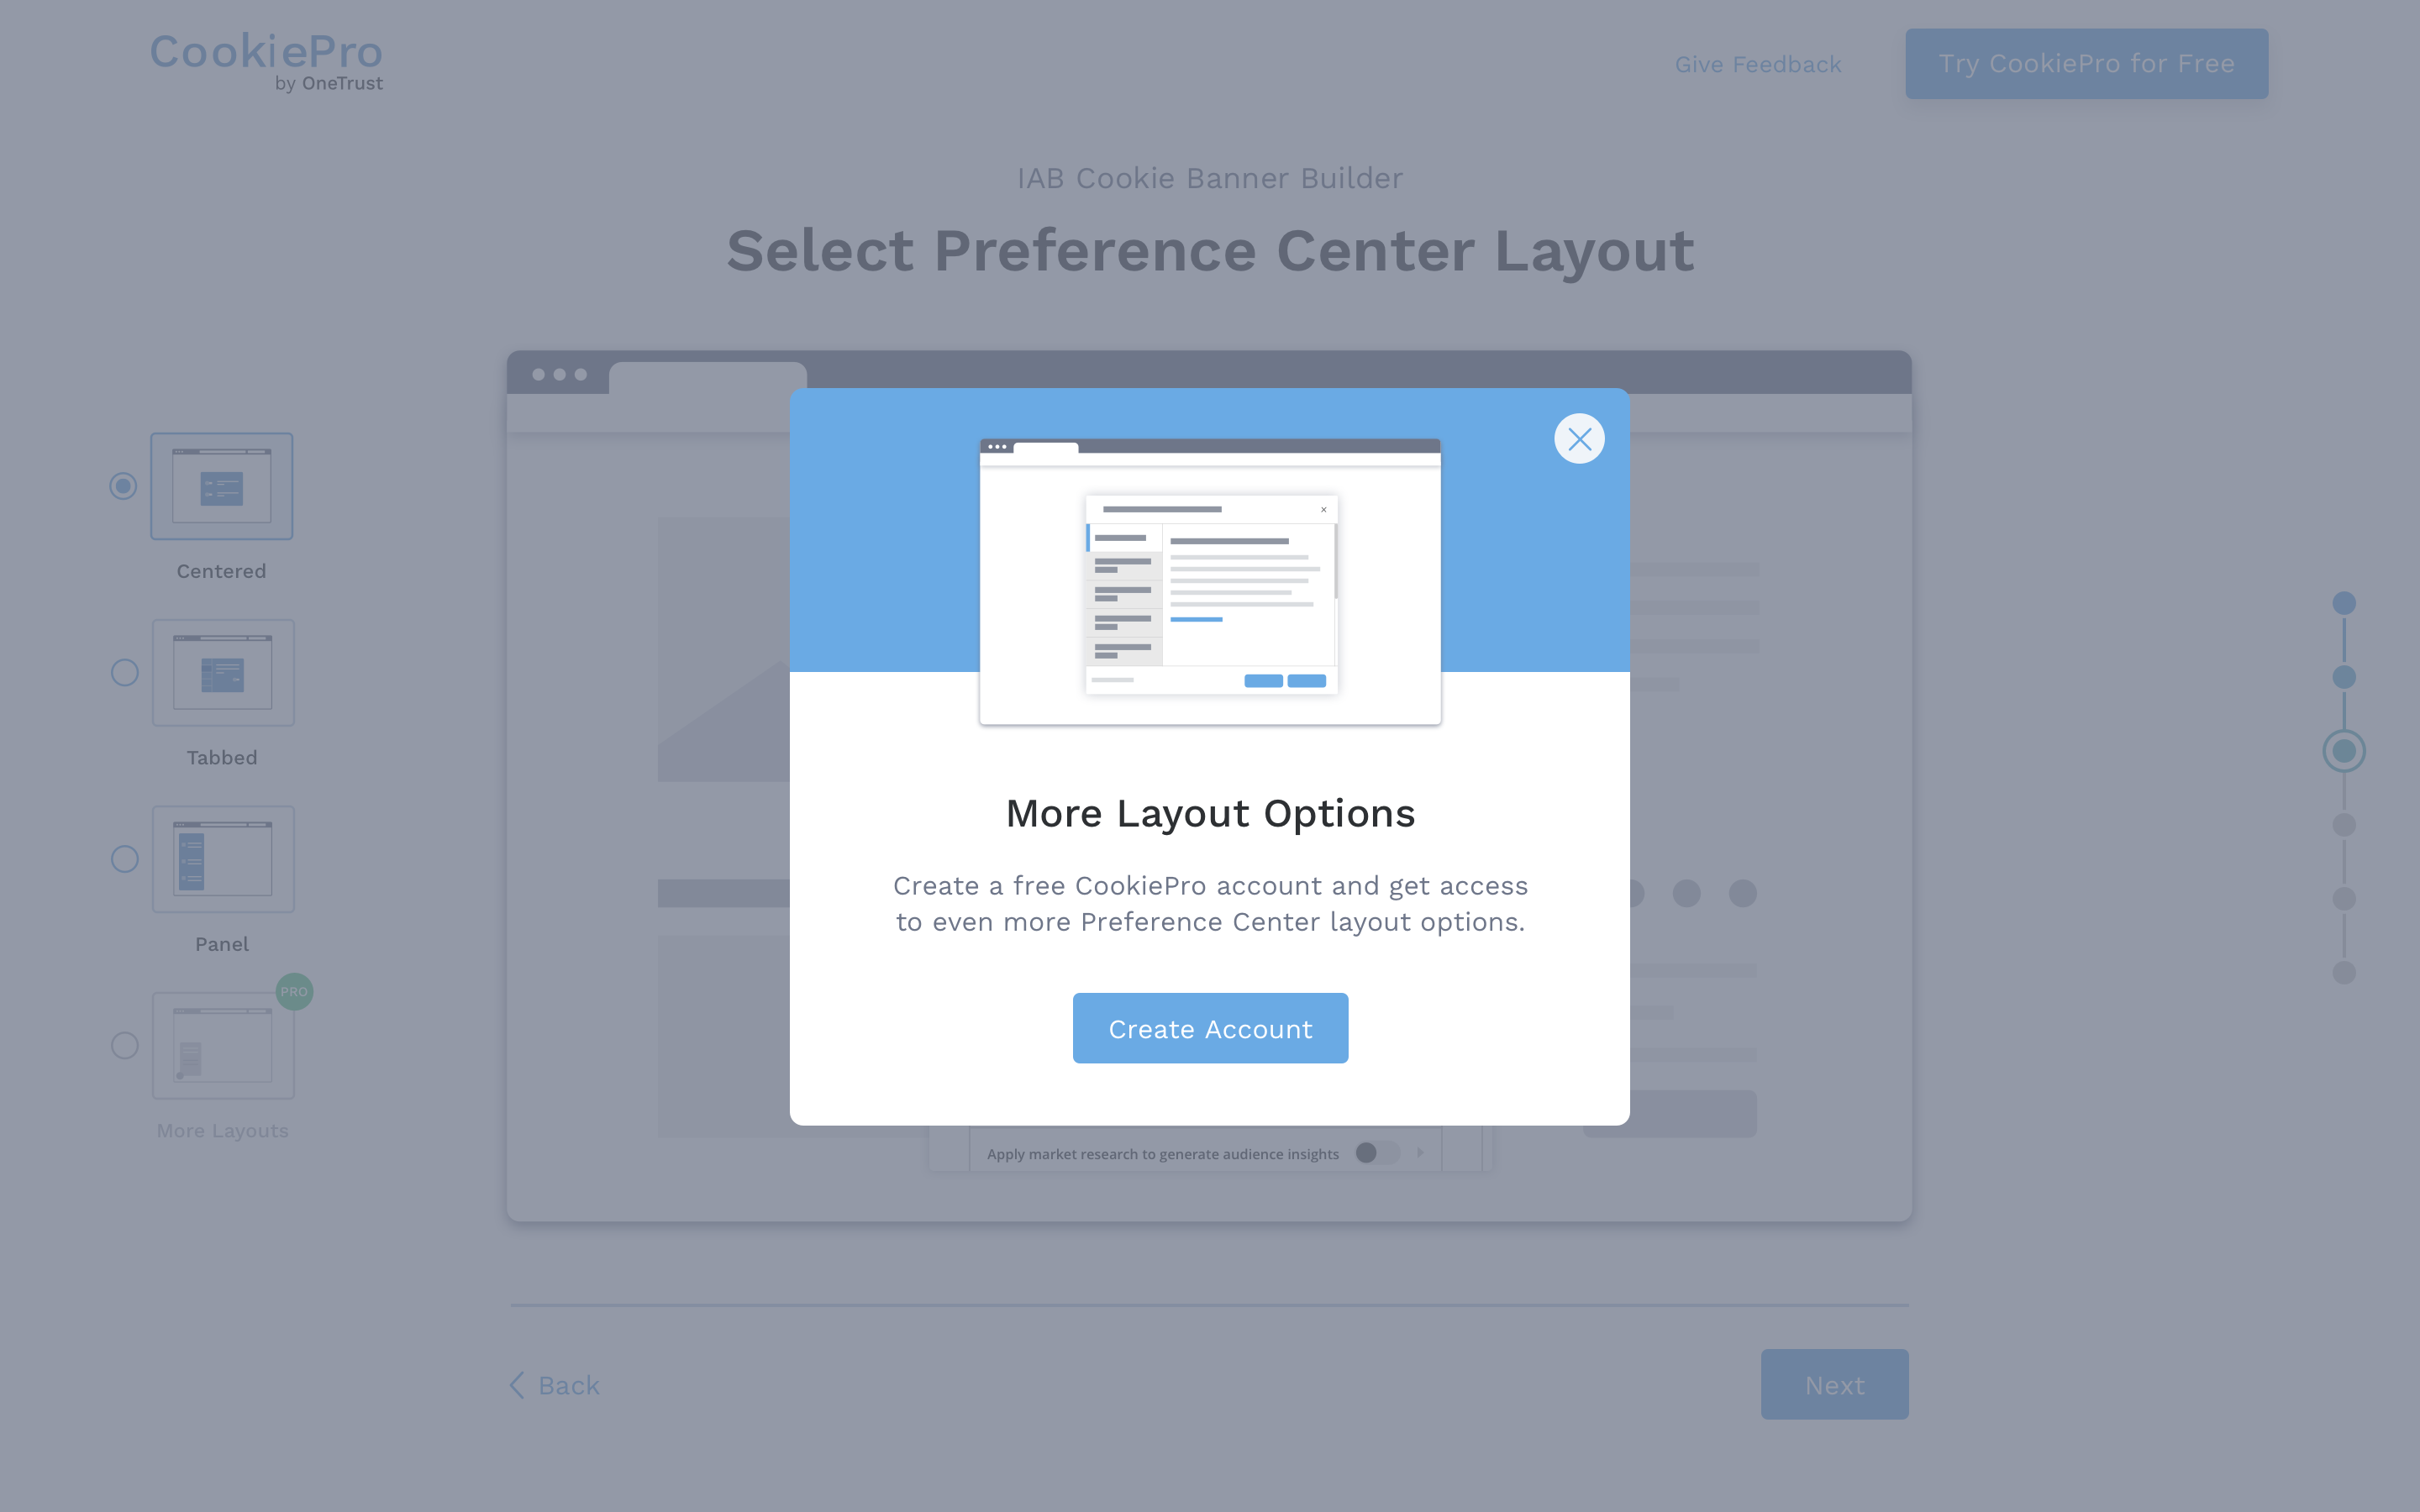 CookiePro
by OneTrust
Give Feedback
Try CookiePro for Free
IAB Cookie Banner Builder
Select Preference Center Layout
Centered
Tabbed
Panel
PRO
More Layouts
More Layout Options
Create a free CookiePro account and get access
to even more Preference Center layout options.
Create Account
Apply market research to generate audience insights
Back
Next